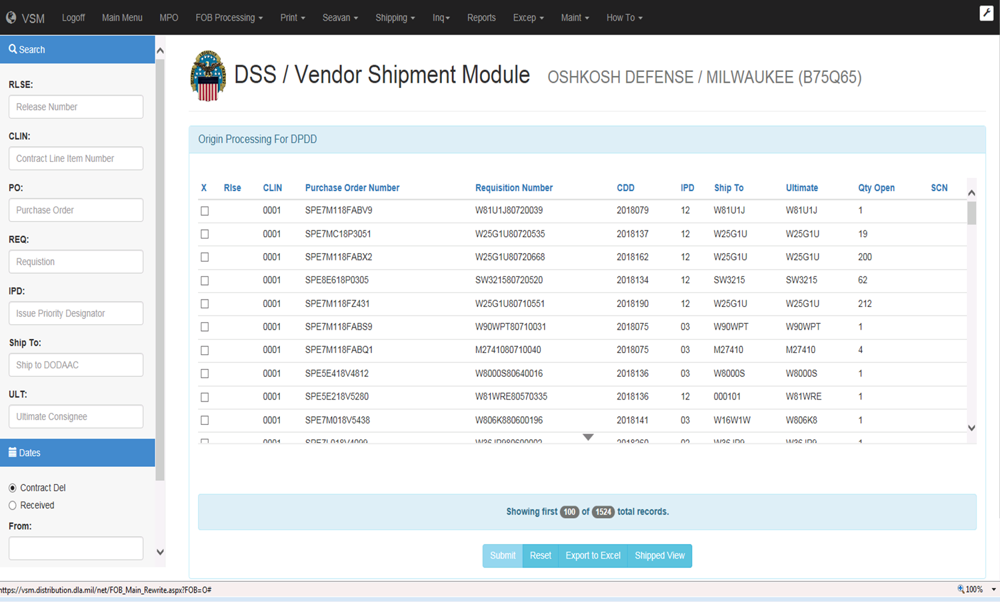 VSM Logoff Main Menu MPO FOB Processing Print Seavan Shipping Inq Reports Excep Maint How To
Search
RLSE:
Release Number
CLIN:
Contract Line Item Number
PO:
Purchase Order
REQ:
Requistion
IPD:
Issue Priority Designator
Ship To:
Ship to DODAAC
ULT:
Ultimate Consignee
Dates
Contract Del
Received
From:
DSS / Vendor Shipment Module OSHKOSH DEFENSE / MILWAUKEE (B75Q65)
Origin Processing For DPDD
X Rlse CLIN Purchase Order Number Requisition Number CDD IPD Ship To Ultimate Qty Open SCN
0001 SPE7M118FABV9 W81U1J80720039 2018079 12 W81U1J W81U1J 1
0001 SPE7MC18P3051 W25G1U80720535 2018137 12 W25G1U W25G1U 19
0001 SPE7M118FABX2 W25G1U80720668 2018162 12 W25G1U W25G1U 200
0001 SPE8E618P0305 SW321580720520 2018134 12 SW3215 SW3215 62
0001 SPE7M118FZ431 W25G1U80710551 2018190 12 W25G1U W25G1U 212
0001 SPE7M118FABS9 W90WPT80710031 2018075 03 W90WPT W90WPT 1
0001 SPE7M118FABQ1 M2741080710040 2018075 03 M27410 M27410 4
0001 SPE5E418V4812 W8000S80640016 2018136 03 W8000S W8000S 1
0001 SPE5E218V5280 W81WRE80570335 2018136 12 000101 W81WRE 1
0001 SPE7M018V5438 W806K880600196 2018141 03 W16W1W W806K8 1
0001
Showing first 100 of 1524 total records.
Submit Reset Export to Excel Shipped View
https://vsm.distribution.dla.mil/net/FOB_Main_Rewrite.aspx?FOB=O# 100%